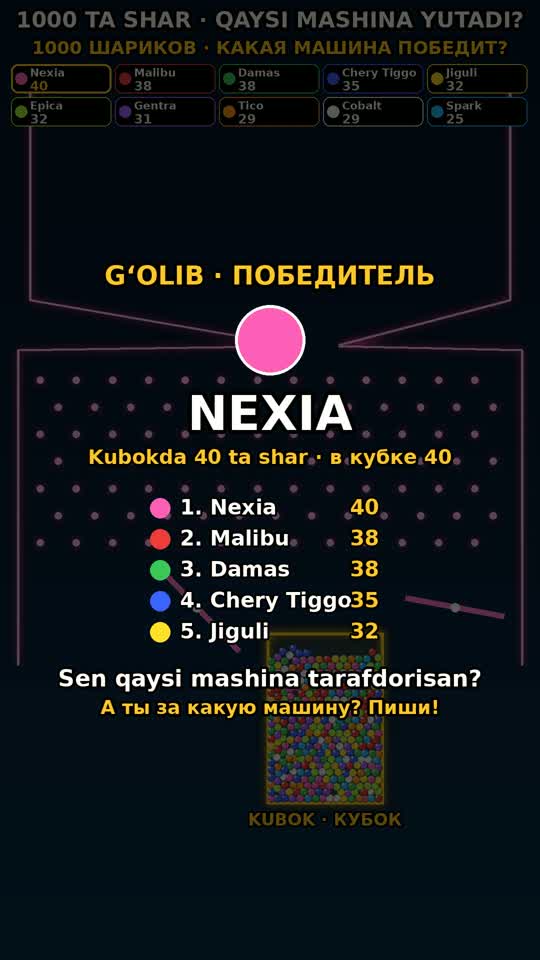 1000 TA SHAR · QAYSI MASHINA YUTADI?
1000 ШАРИКОВ · КАКАЯ МАШИНА ПОБЕДИТ?
Nexia Malibu Damas Chery Tiggo Jiguli
40 38 38 35 32
Epica Gentra Tico Cobalt Spark
32 31 29 29 25
G‘OLIB · ПОБЕДИТЕЛЬ
NEXIA
Kubokda 40 ta shar · в кубке 40
1. Nexia 40
2. Malibu 38
3. Damas 38
4. Chery Tiggo 35
5. Jiguli 32
Sen qaysi mashina tarafdorisan?
А ты за какую машину? Пиши!
KUBOK · КУБОК